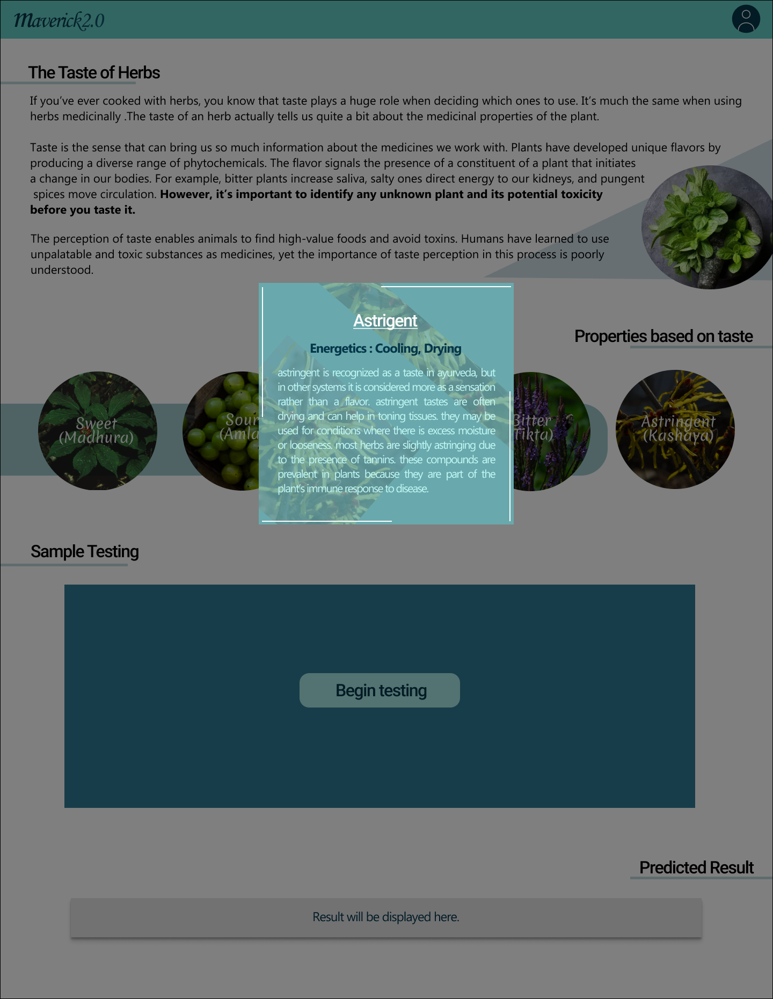 Maverick2.0
The Taste of Herbs
If you’ve ever cooked with herbs, you know that taste plays a huge role when deciding which ones to use. It’s much the same when using
herbs medicinally .The taste of an herb actually tells us quite a bit about the medicinal properties of the plant.
Taste is the sense that can bring us so much information about the medicines we work with. Plants have developed unique flavors by
producing a diverse range of phytochemicals. The flavor signals the presence of a constituent of a plant that initiates
a change in our bodies. For example, bitter plants increase saliva, salty ones direct energy to our kidneys, and pungent
spices move circulation. However, it’s important to identify any unknown plant and its potential toxicity
before you taste it.
The perception of taste enables animals to find high-value foods and avoid toxins. Humans have learned to use
unpalatable and toxic substances as medicines, yet the importance of taste perception in this process is poorly
understood.
Properties based on taste
Sweet
(Madhura)
Sour
(Amla
Astrigent
Energetics : Cooling, Drying
astringent is recognized as a taste in ayurveda, but
in other systems it is considered more as a sensation
rather than a flavor. astringent tastes are often
drying and can help in toning tissues. they may be
used for conditions where there is excess moisture
or looseness. most herbs are slightly astringing due
to the presence of tannins. these compounds are
prevalent in plants because they are part of the
plant’s immune response to disease.
Bitter
Tikta)
Astringent
(Kashaya)
Sample Testing
Begin testing
Predicted Result
Result will be displayed here.